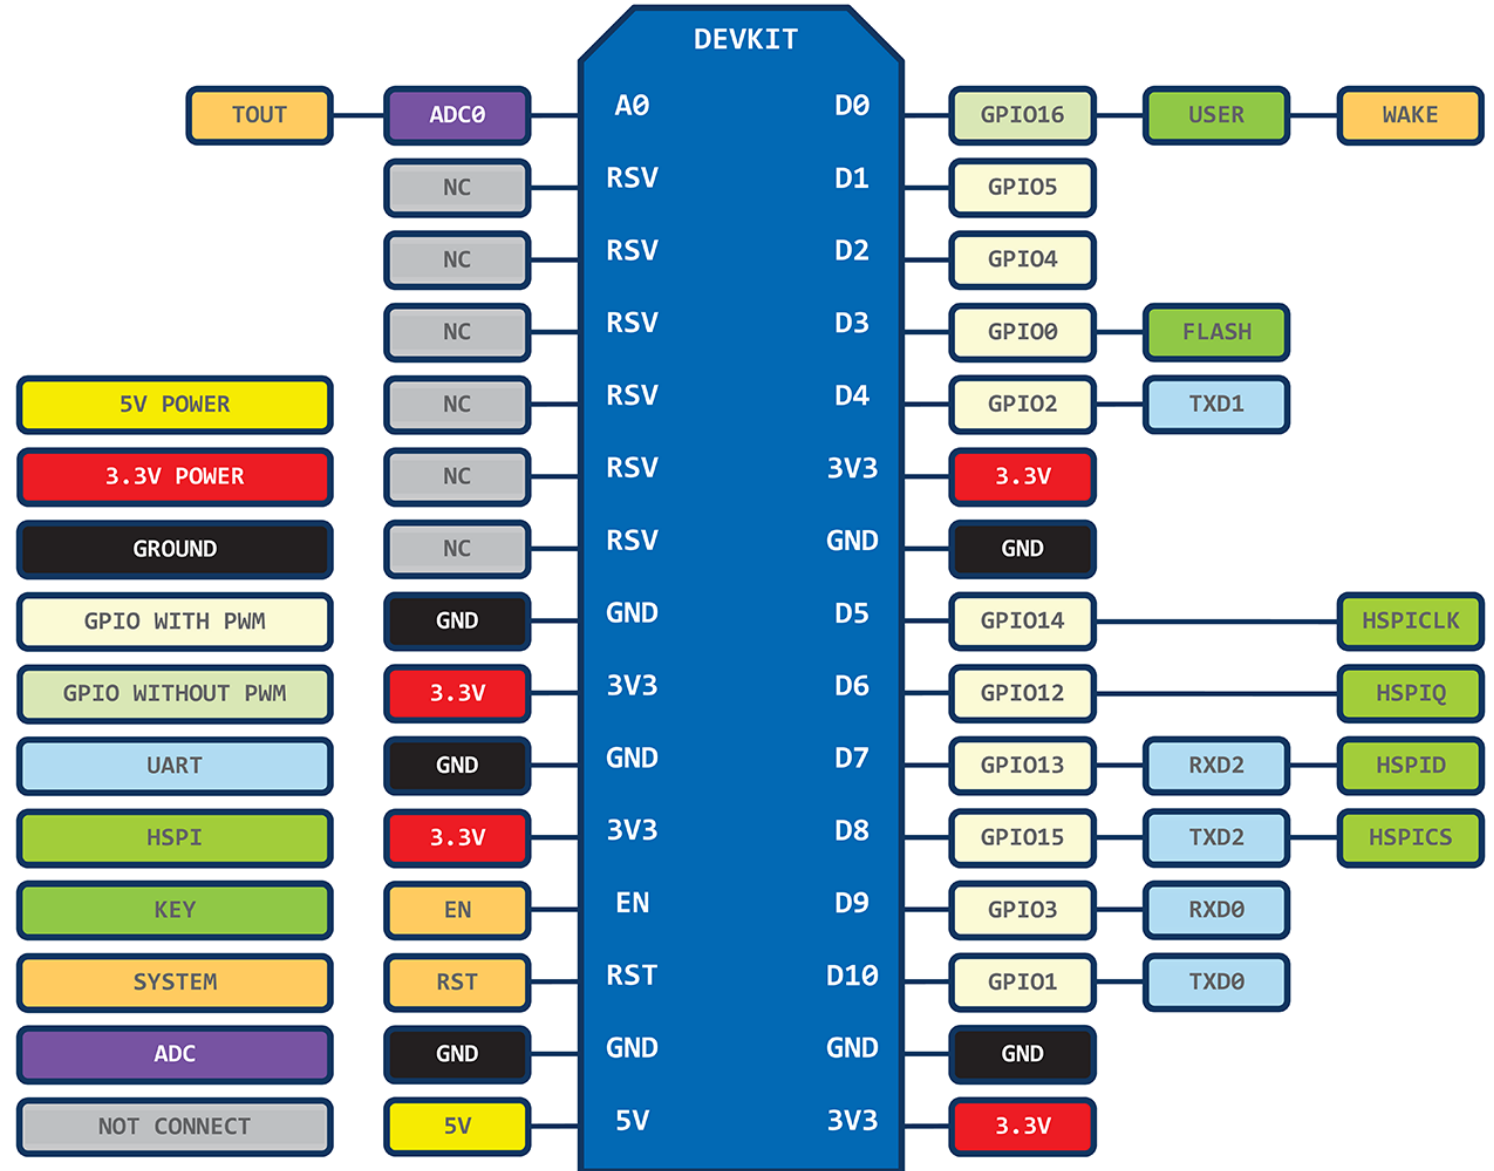 DEVKIT
TOUT ADC0 A0 D0 GPIO16 USER WAKE
NC RSV D1 GPIO5
NC RSV D2 GPIO4
NC RSV D3 GPIO0 FLASH
5V POWER NC RSV D4 GPIO2 TXD1
3.3V POWER NC RSV 3V3 3.3V
GROUND NC RSV GND GND
GPIO WITH PWM GND GND D5 GPIO14 HSPICLK
GPIO WITHOUT PWM 3.3V 3V3 D6 GPIO12 HSPIQ
UART GND GND D7 GPIO13 RXD2 HSPID
HSPI 3.3V 3V3 D8 GPIO15 TXD2 HSPICS
KEY EN EN D9 GPIO3 RXD0
SYSTEM RST RST D10 GPIO1 TXD0
ADC GND GND GND GND
NOT CONNECT 5V 5V 3V3 3.3V